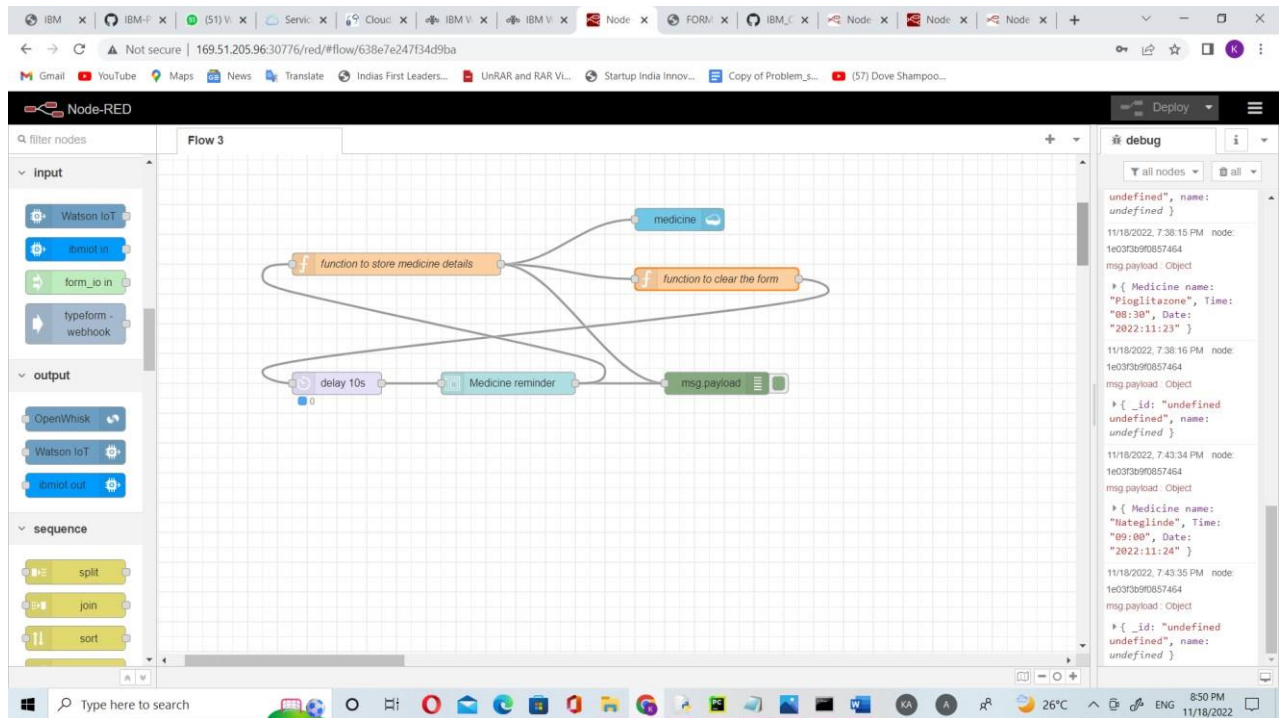 IBM
IBM-P
(51) W
Servic
Cloud
IBM W
IBM W
Node-
FORM
IBM_C
Node
Node
Node
Not secure | 169.51.205.96:30776/red/#flow/638e7e247f34d9ba
K
Gmail YouTube Maps News Translate Indias First Leaders... UnRAR and RAR Vi... Startup India Innov... Copy of Problem_s... (57) Dove Shampoo...
Node-RED
Deploy
filter nodes
Flow 3
debug
i
all nodes
all
input
Watson IoT
ibmiot in
form_io in
typeform -
webhook
output
OpenWhisk
Watson IoT
ibmiot out
sequence
split
join
sort
medicine
function to store medicine details
function to clear the form
delay 10s
0
Medicine reminder
msg.payload
undefined", name:
undefined }
11/18/2022, 7:38:15 PM node:
1e03f3b9f0857464
msg.payload : Object
{ Medicine name:
"Pioglitazone", Time:
"08:30", Date:
"2022:11:23" }
11/18/2022, 7:38:16 PM node:
1e03f3b9f0857464
msg.payload : Object
{ _id: "undefined
undefined", name:
undefined }
11/18/2022, 7:43:34 PM node:
1e03f3b9f0857464
msg.payload : Object
{ Medicine name:
"Nateglinde", Time:
"09:00", Date:
"2022:11:24" }
11/18/2022, 7:43:35 PM node:
1e03f3b9f0857464
msg.payload : Object
{ _id: "undefined
undefined", name:
undefined }
Type here to search
KA
A
26°C
ENG
8:50 PM
11/18/2022